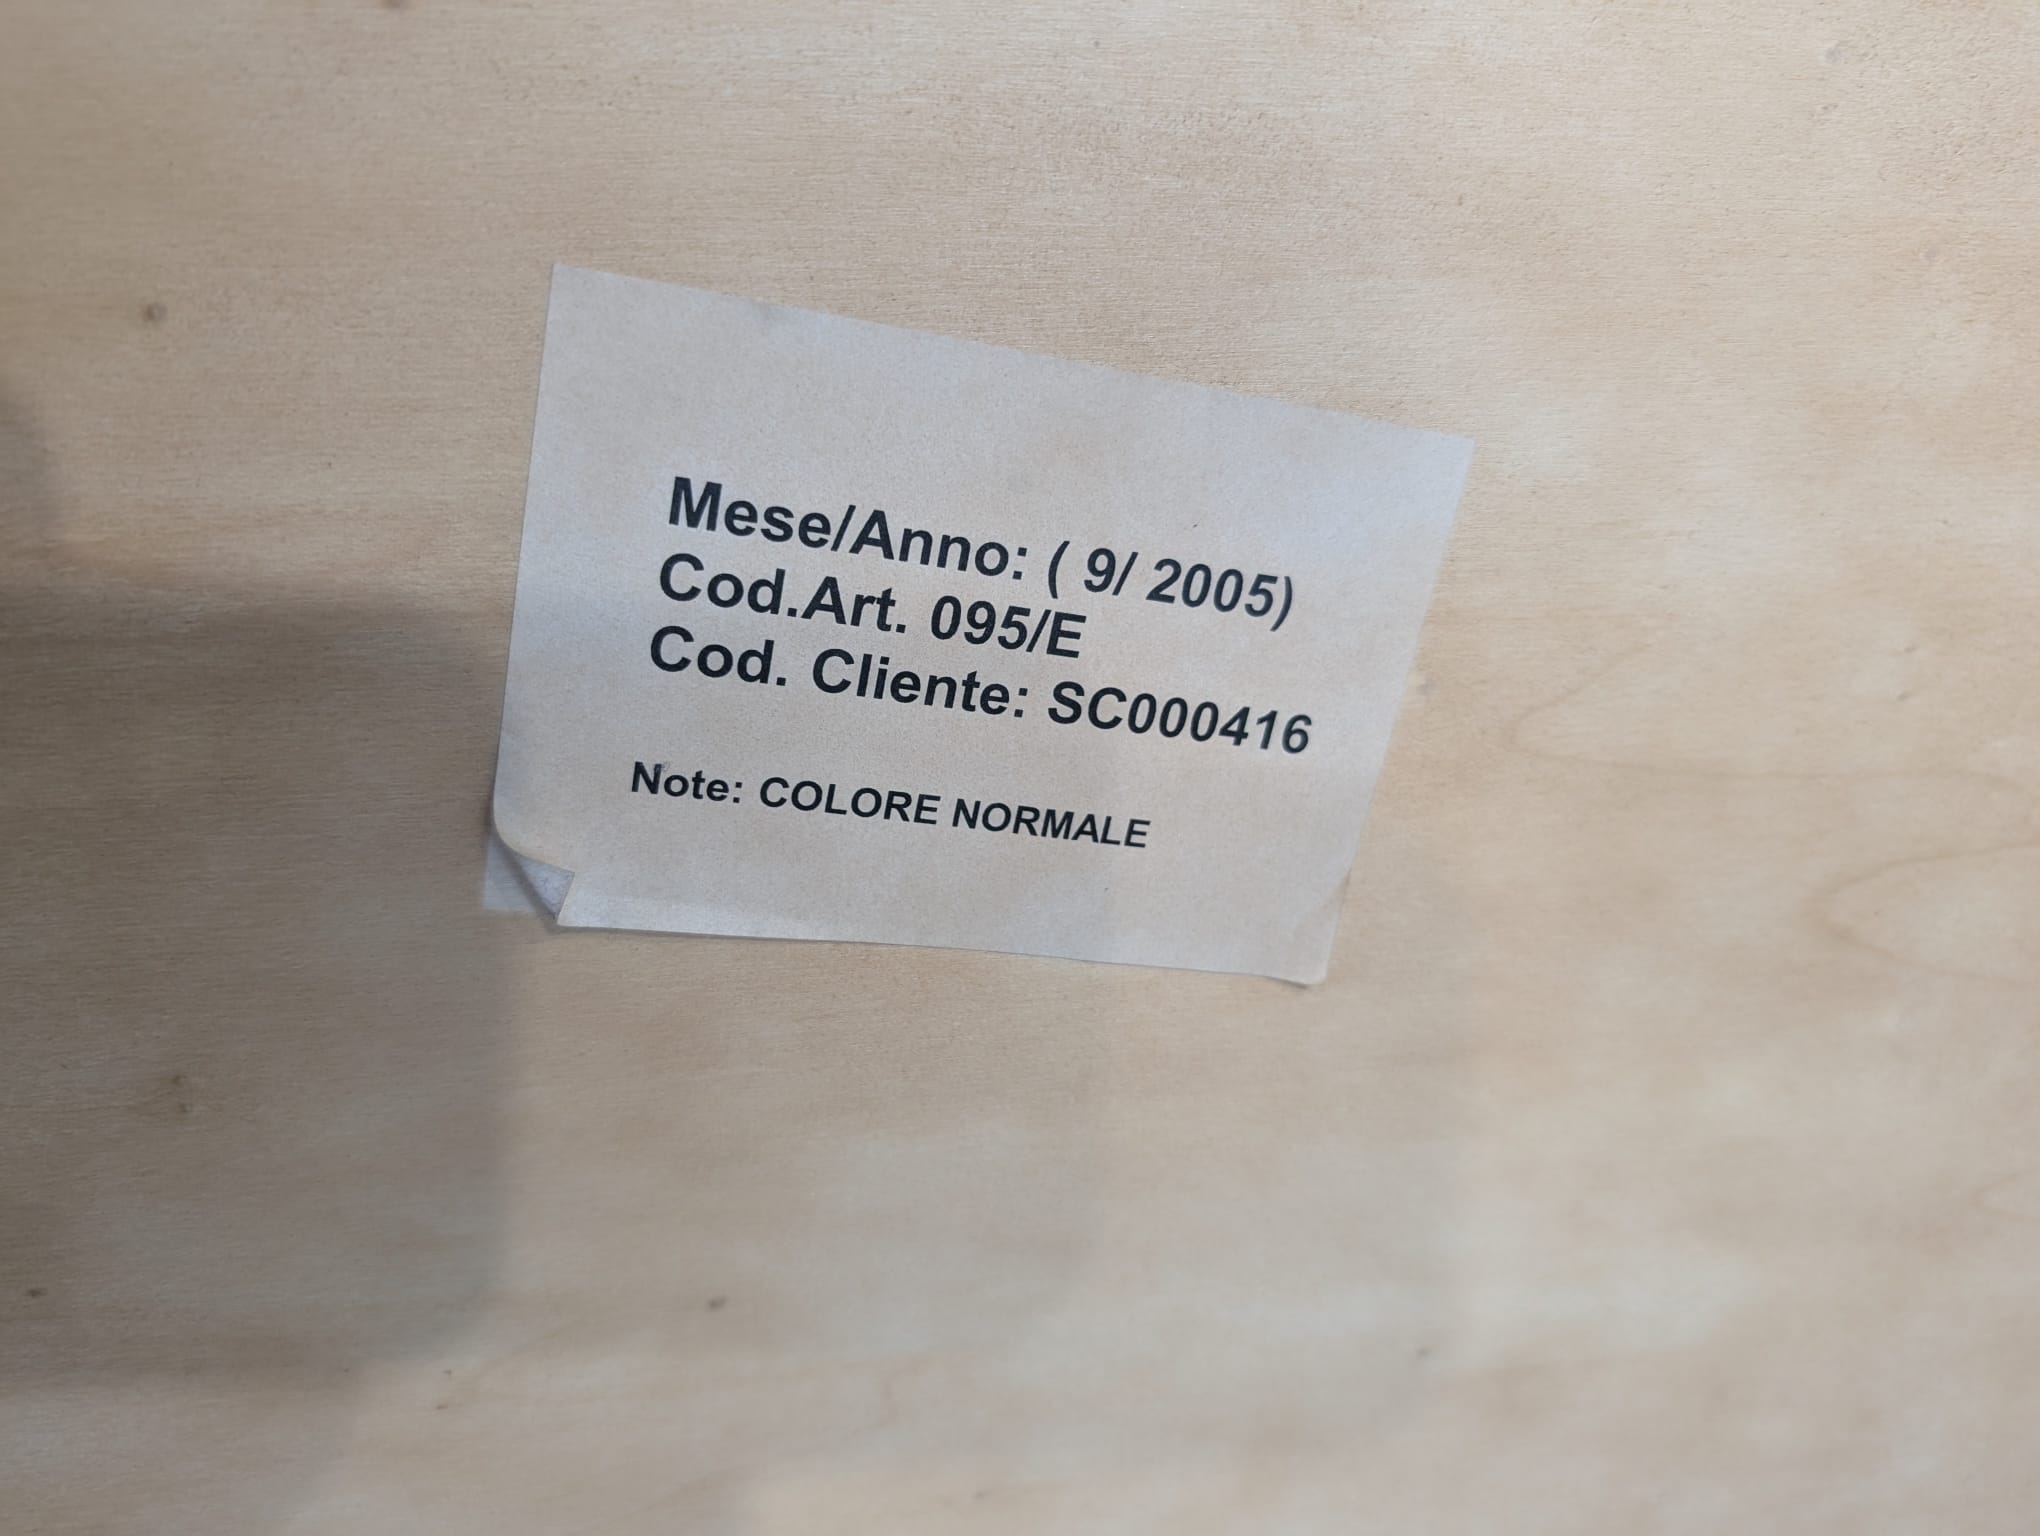 Mese/Anno: ( 9/ 2005)
Cod.Art. 095/E
Cod. Cliente: SC000416
Note: COLORE NORMALE